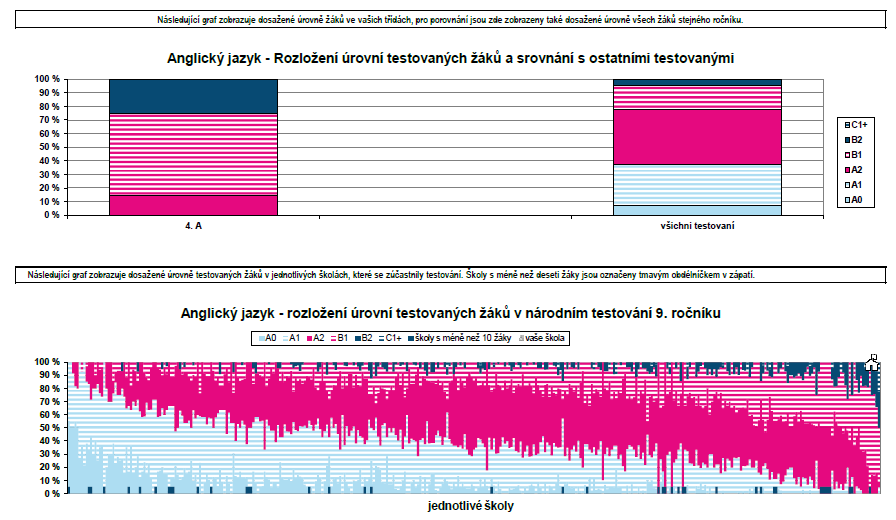 Následující graf zobrazuje dosažené úrovně žáků ve vašich třídách, pro porovnání jsou zde zobrazeny také dosažené úrovně všech žáků stejného ročníku.
Anglický jazyk - Rozložení úrovní testovaných žáků a srovnání s ostatními testovanými
100 %
90 %
80 %
70 %
60 %
50 %
40 %
30 %
20 %
10 %
0 %
4. A
všichni testovaní
C1+
B2
B1
A2
A1
A0
Následující graf zobrazuje dosažené úrovně testovaných žáků v jednotlivých školách, které se zúčastnily testování. Školy s méně než deseti žáky jsou označeny tmavým obdélníčkem v zápatí.
Anglický jazyk - rozložení úrovní testovaných žáků v národním testování 9. ročníku
A0 A1 A2 B1 B2 C1+ školy s méně než 10 žáky vaše škola
100 %
90 %
80 %
70 %
60 %
50 %
40 %
30 %
20 %
10 %
0 %
jednotlivé školy